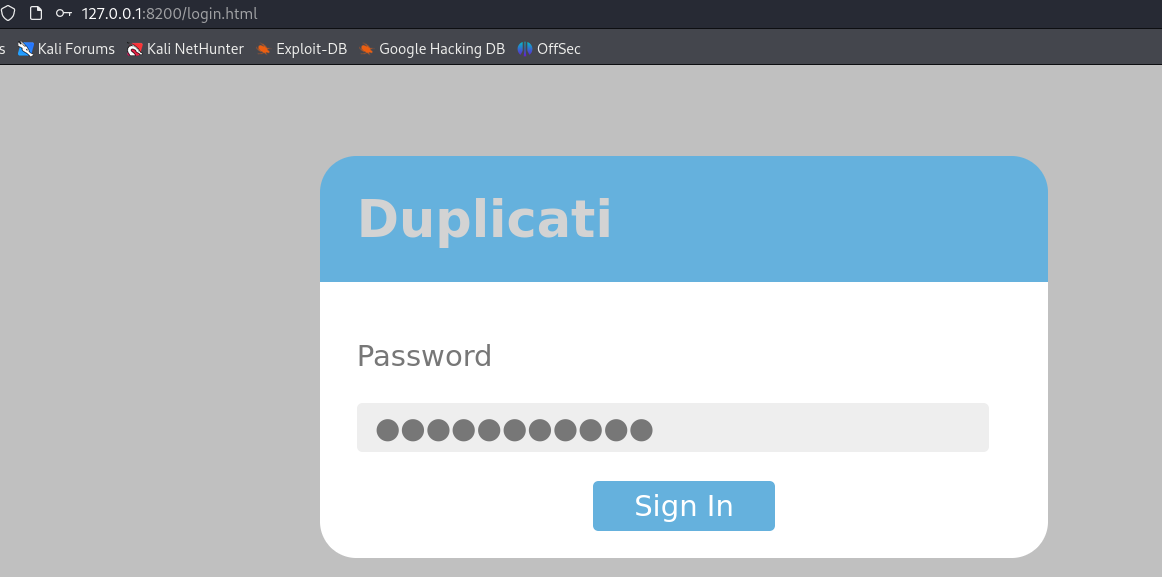 127.0.0.1:8200/login.html
s Kali Forums Kali NetHunter Exploit-DB Google Hacking DB OffSec
Duplicati
Password
Sign In